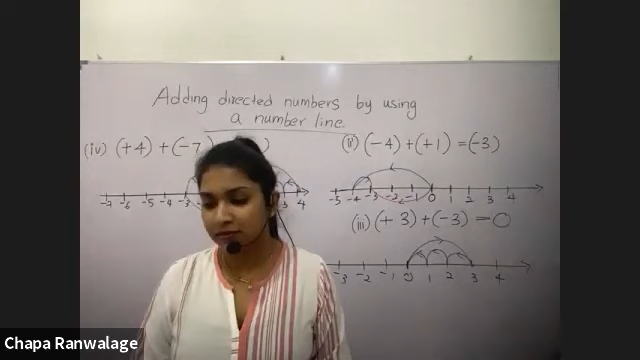 Adding directed numbers by using
a number line.
(iv) (+4) + (-7 )
-7 -6 -5 -4 -3 3 4
(ii) (-4) + (+1) = (-3)
-5 -4 -3 -2 -1 0 1 2 3 4
(iii) (+3) + (-3) = 0
-3 -2 -1 0 1 2 3 4
Chapa Ranwalage